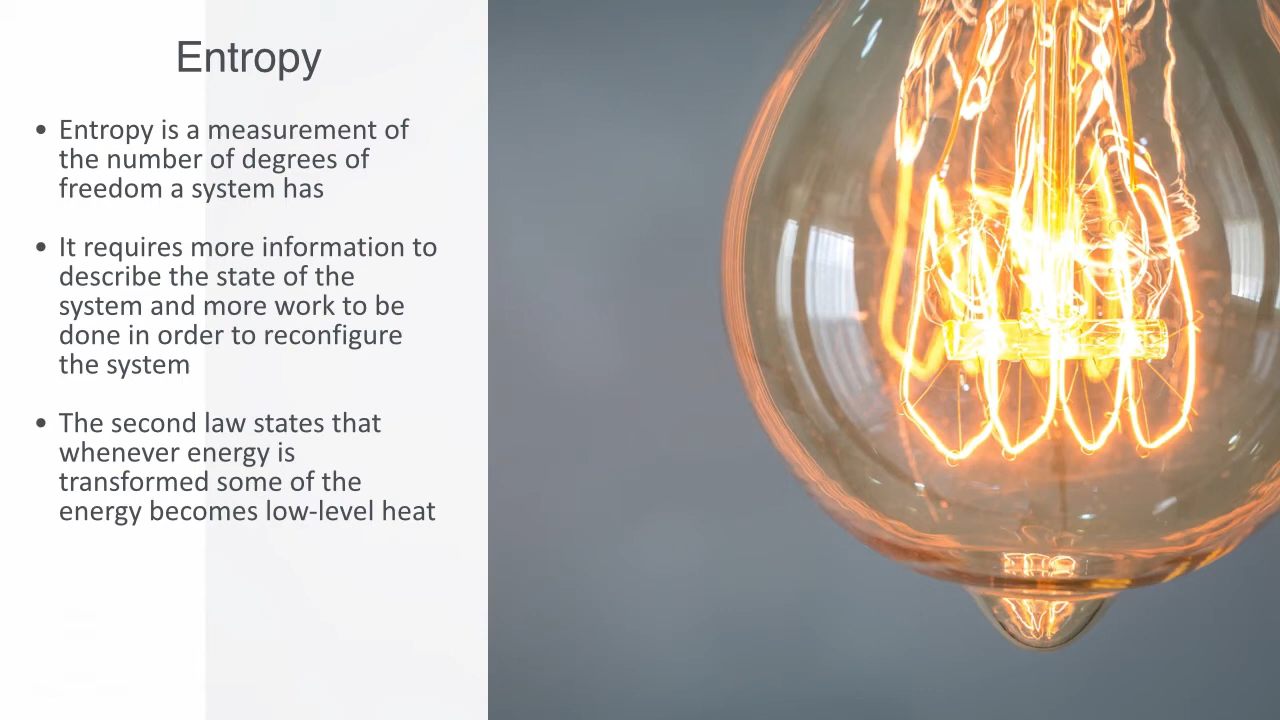 Entropy
• Entropy is a measurement of
the number of degrees of
freedom a system has
• It requires more information to
describe the state of the
system and more work to be
done in order to reconfigure
the system
• The second law states that
whenever energy is
transformed some of the
energy becomes low-level heat